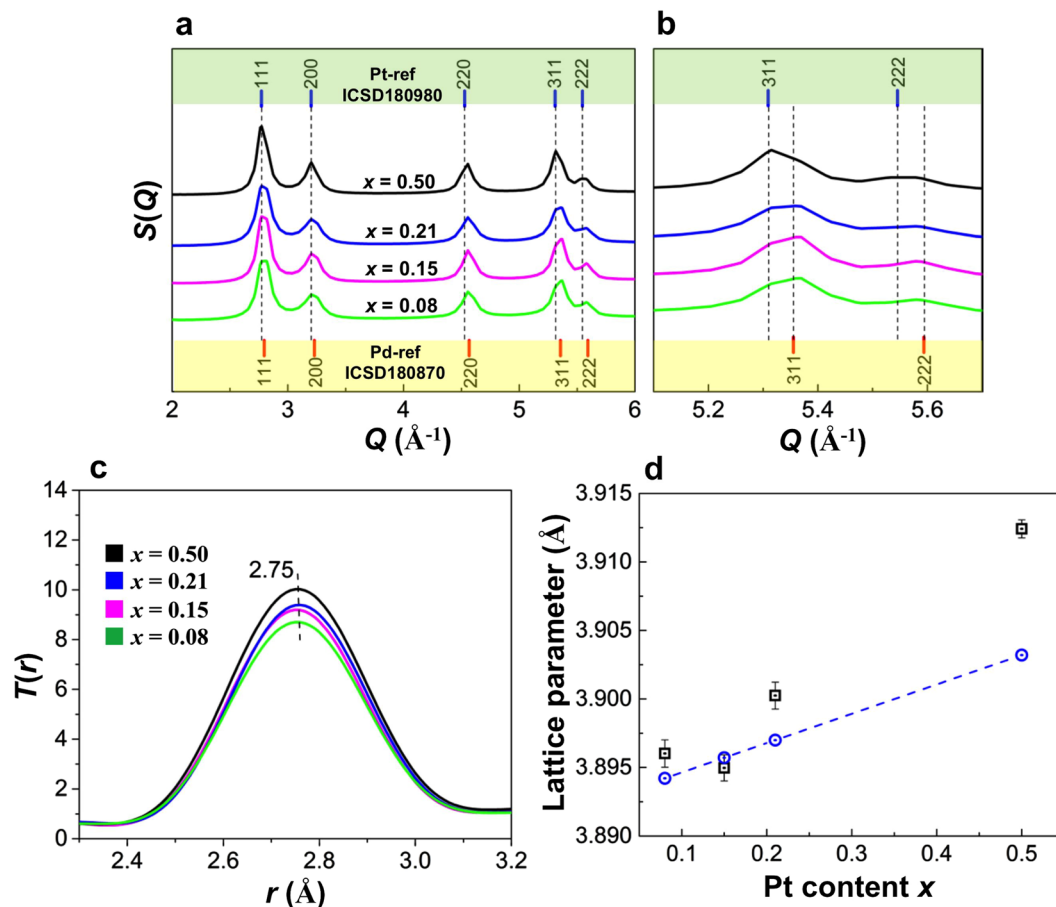 a
b
111
200
Pt-ref
ICSD180980
220
311
222
311
222
S(Q)
x = 0.50
x = 0.21
x = 0.15
x = 0.08
111
200
Pd-ref
ICSD180870
220
311
222
311
222
2
3
4
5
6
5.2
5.4
5.6
Q (Å-1)
Q (Å-1)
c
d
14
12
10
8
6
4
2
0
T(r)
x = 0.50
x = 0.21
x = 0.15
x = 0.08
2.75
2.4
2.6
2.8
3.0
3.2
r (Å)
3.915
3.910
3.905
3.900
3.895
3.890
Lattice parameter (Å)
0.1
0.2
0.3
0.4
0.5
Pt content x